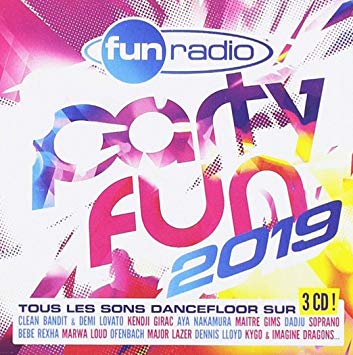 fun radio
party
fun
2019
TOUS LES SONS DANCEFLOOR SUR 3 CD !
CLEAN BANDIT & DEMI LOVATO KENDJI GIRAC AYA NAKAMURA MAITRE GIMS DADJU SOPRANO
BEBE REXHA MARWA LOUD OFENBACH MAJOR LAZER DENNIS LLOYD KYGO & IMAGINE DRAGONS...